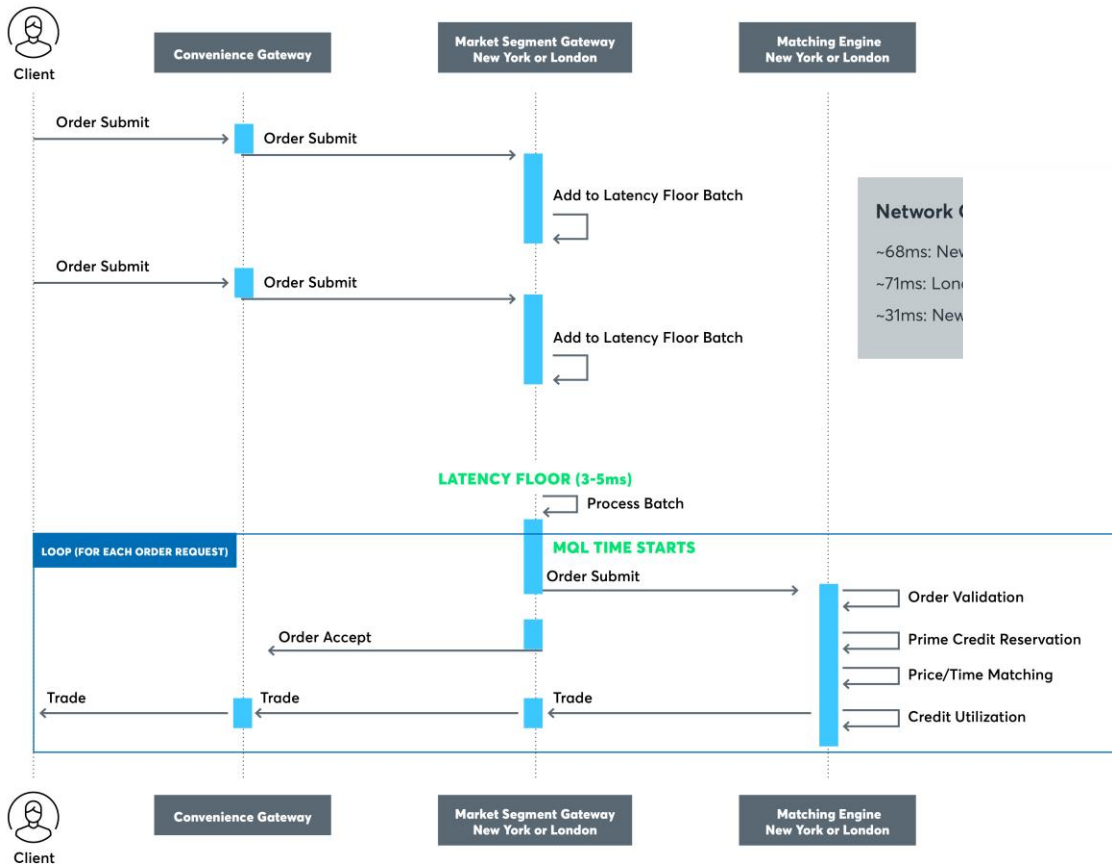 Client
Convenience Gateway
Market Segment Gateway
New York or London
Matching Engine
New York or London
Order Submit
Order Submit
Add to Latency Floor Batch
Network
~68ms: New
~71ms:
~31ms: New
Order Submit
Order Submit
Add to Latency Floor Batch
LATENCY FLOOR (3-5ms)
Process Batch
LOOP (FOR EACH ORDER REQUEST)
MQL TIME STARTS
Order Submit
Order Validation
Order Accept
Prime Credit Reservation
Price/Time Matching
Trade
Trade
Trade
Credit Utilization
Client
Convenience Gateway
Market Segment Gateway
New York or London
Matching Engine
New York or London